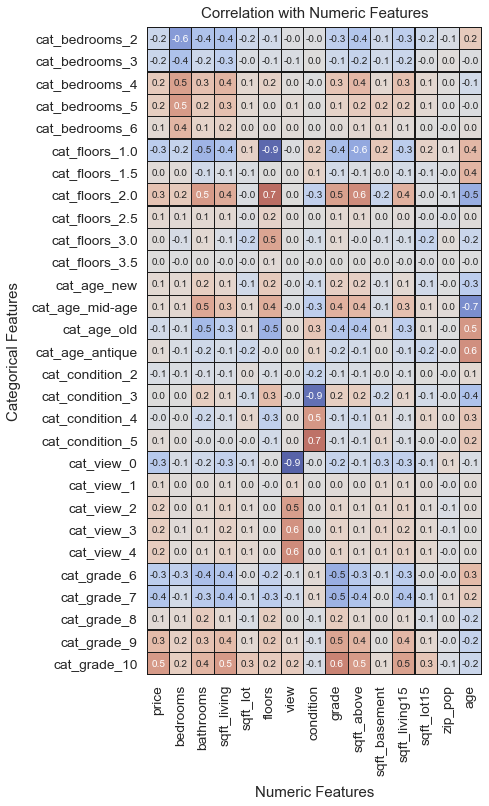 Correlation with Numeric Features
Categorical Features
cat_bedrooms_2 -0.2 -0.6 -0.4 -0.4 -0.2 -0.1 -0.0 -0.0 -0.3 -0.4 -0.1 -0.3 -0.2 -0.1 0.2
cat_bedrooms_3 -0.2 -0.4 -0.2 -0.3 -0.0 -0.1 -0.1 0.0 -0.1 -0.2 -0.1 -0.2 -0.0 -0.0 -0.0
cat_bedrooms_4 0.2 0.5 0.3 0.4 0.1 0.2 0.0 -0.0 0.3 0.4 0.1 0.3 0.1 0.0 -0.1
cat_bedrooms_5 0.2 0.5 0.2 0.3 0.1 0.0 0.1 0.0 0.1 0.2 0.2 0.2 0.1 0.0 -0.0
cat_bedrooms_6 0.1 0.4 0.1 0.2 0.0 0.0 0.0 0.0 0.0 0.1 0.1 0.1 0.0 -0.0 0.0
cat_floors_1.0 -0.3 -0.2 -0.5 -0.4 0.1 -0.9 -0.0 0.2 -0.4 -0.6 0.2 -0.3 0.2 0.1 0.4
cat_floors_1.5 0.0 0.0 -0.1 -0.1 -0.1 0.0 0.0 0.1 -0.1 -0.0 0.0 -0.1 -0.1 -0.0 0.4
cat_floors_2.0 0.3 0.2 0.5 0.4 -0.0 0.7 0.0 -0.3 0.5 0.6 -0.2 0.4 -0.0 -0.1 -0.5
cat_floors_2.5 0.1 0.1 0.1 0.1 -0.0 0.2 0.0 -0.0 0.1 0.1 0.0 0.1 0.0 0.0 0.0
cat_floors_3.0 0.0 -0.1 0.1 -0.1 -0.2 0.5 0.0 -0.1 0.1 -0.0 -0.1 -0.1 -0.2 0.0 -0.2
cat_floors_3.5 0.0 -0.0 0.0 0.0 -0.0 0.1 0.0 -0.0 0.0 0.0 -0.0 0.0 -0.0 0.0 -0.0
cat_age_new 0.1 0.1 0.2 0.1 -0.1 0.2 -0.0 -0.1 0.2 0.2 -0.1 0.1 -0.1 -0.0 -0.3
cat_age_mid-age 0.1 0.1 0.5 0.3 0.1 0.4 -0.0 -0.3 0.4 0.4 -0.1 0.3 0.1 0.0 -0.7
cat_age_old -0.1 -0.1 -0.5 -0.3 0.1 -0.5 0.0 0.3 -0.4 -0.4 0.1 -0.3 0.1 -0.0 0.5
cat_age_antique 0.1 -0.1 -0.2 -0.1 -0.2 -0.0 0.0 0.1 -0.2 -0.1 0.0 -0.1 -0.2 -0.0 0.6
cat_condition_2 -0.1 -0.1 -0.1 -0.1 0.0 -0.1 -0.0 -0.2 -0.1 -0.1 -0.0 -0.1 0.0 -0.0 0.1
cat_condition_3 0.0 0.0 0.2 0.1 -0.1 0.3 -0.0 -0.9 0.2 0.2 -0.2 0.1 -0.0 -0.0 -0.4
cat_condition_4 -0.0 -0.0 -0.2 -0.1 0.1 -0.3 0.0 0.5 -0.1 -0.1 0.1 -0.1 0.1 0.0 0.3
cat_condition_5 0.1 0.0 -0.0 -0.0 -0.0 -0.1 0.0 0.7 -0.1 -0.1 0.1 -0.1 -0.0 -0.0 0.2
cat_view_0 -0.3 -0.1 -0.2 -0.3 -0.1 -0.0 -0.9 -0.0 -0.2 -0.1 -0.3 -0.3 -0.1 0.1 -0.1
cat_view_1 0.1 0.0 0.0 0.1 -0.0 -0.0 0.1 0.0 0.0 0.0 0.1 0.1 -0.0 -0.0 0.0
cat_view_2 0.2 0.0 0.1 0.1 0.0 0.0 0.5 0.0 0.1 0.1 0.1 0.1 0.1 -0.1 0.0
cat_view_3 0.2 0.1 0.1 0.2 0.1 0.0 0.6 0.0 0.1 0.1 0.1 0.2 0.1 -0.1 0.0
cat_view_4 0.2 0.0 0.1 0.1 0.1 0.0 0.6 0.0 0.1 0.1 0.1 0.1 0.1 -0.0 0.0
cat_grade_6 -0.3 -0.3 -0.4 -0.4 -0.0 -0.2 -0.1 0.1 -0.5 -0.3 -0.1 -0.3 -0.0 -0.0 0.3
cat_grade_7 -0.4 -0.1 -0.3 -0.4 -0.1 -0.3 -0.1 0.1 -0.5 -0.4 -0.0 -0.4 -0.1 0.1 0.2
cat_grade_8 0.1 0.1 0.2 0.1 -0.1 0.2 0.0 -0.1 0.2 0.1 0.0 0.1 -0.1 -0.0 -0.2
cat_grade_9 0.3 0.2 0.3 0.4 0.1 0.2 0.1 -0.1 0.5 0.4 0.0 0.4 0.1 -0.0 -0.2
cat_grade_10 0.5 0.2 0.4 0.5 0.3 0.2 0.2 -0.1 0.6 0.5 0.1 0.5 0.3 -0.1 -0.2
price bedrooms bathrooms sqft_living sqft_lot floors view condition grade sqft_above sqft_basement sqft_living15 sqft_lot15 zip_pop age
Numeric Features